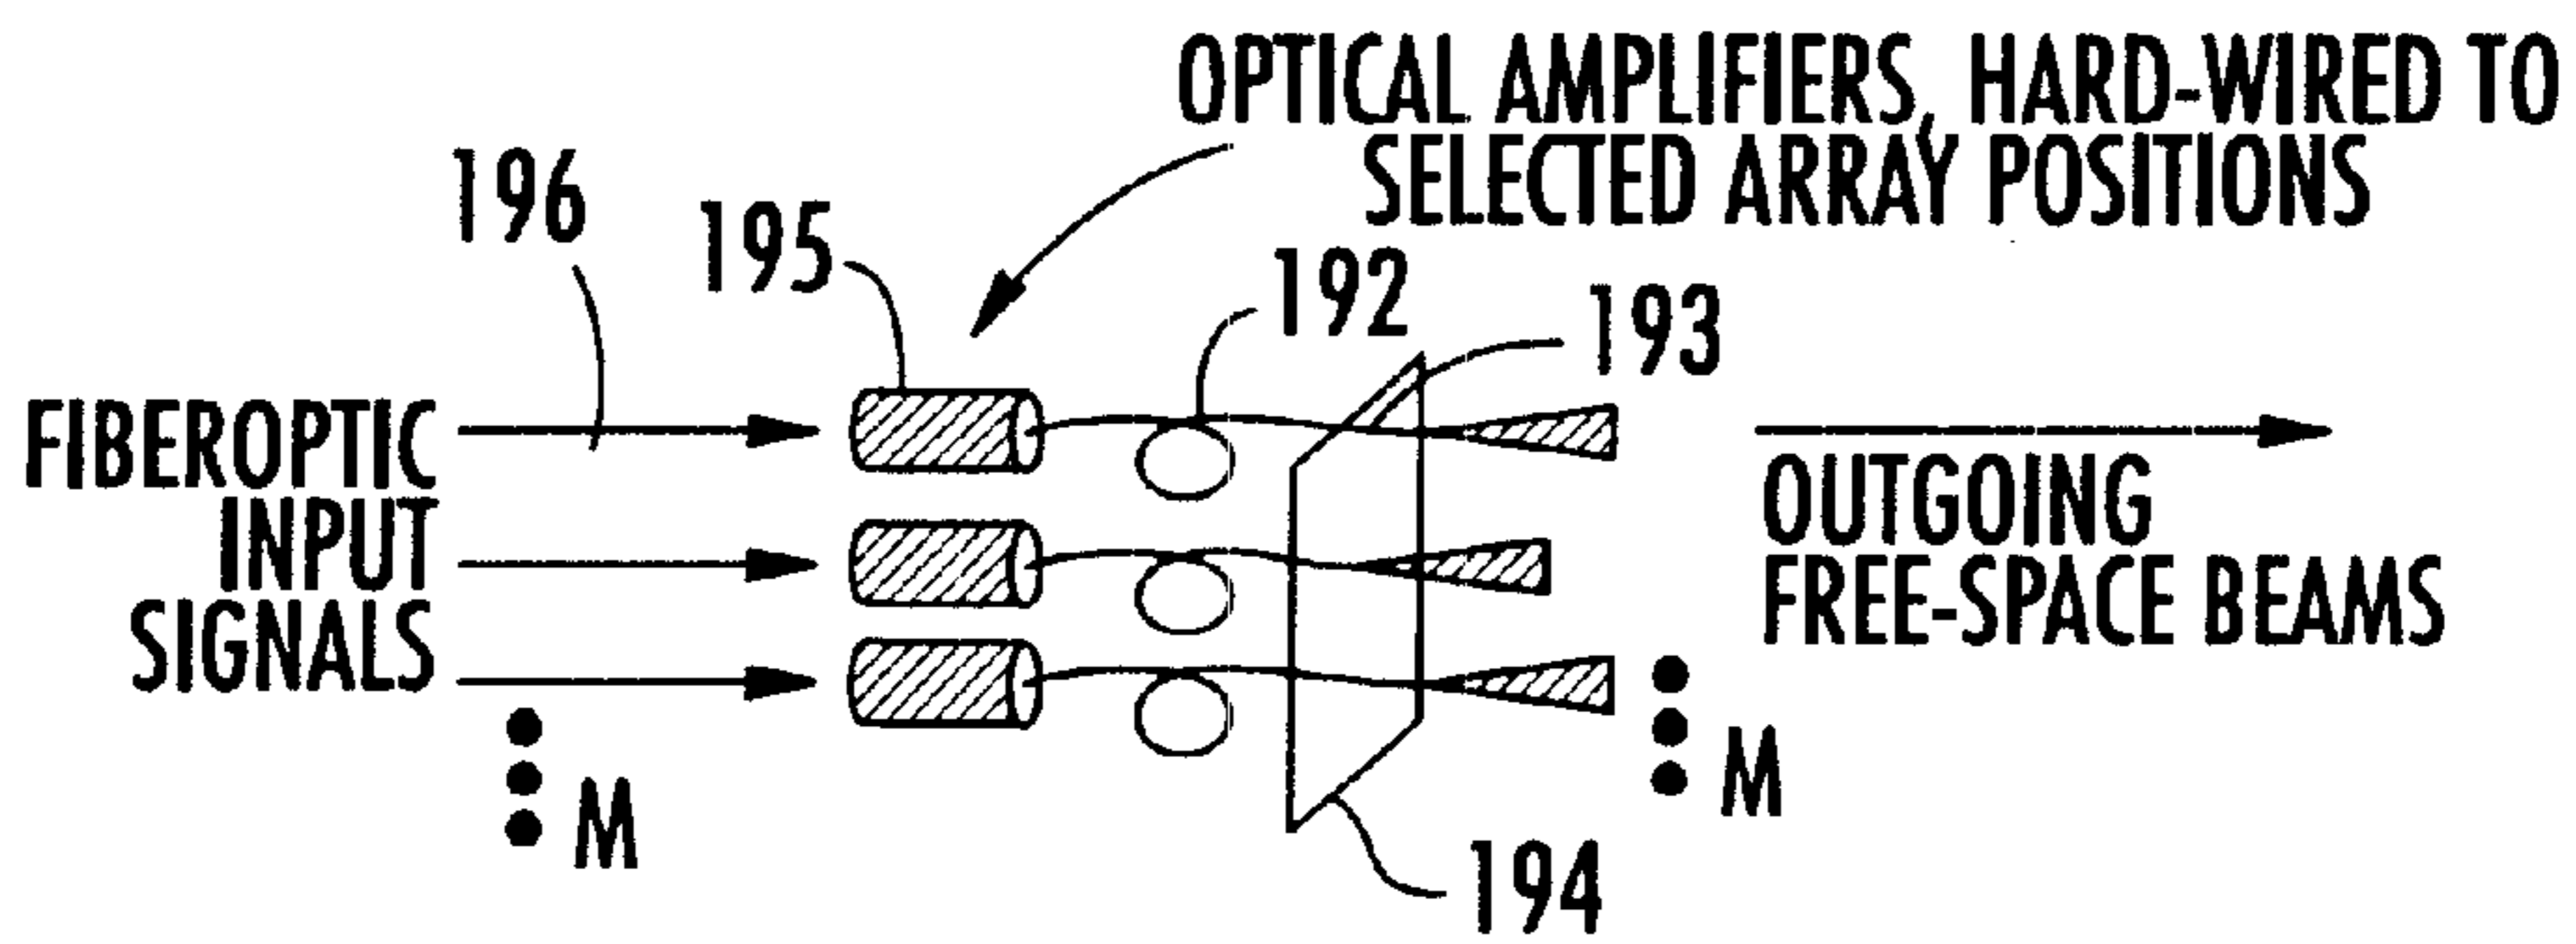 OPTICAL AMPLIFIERS, HARD-WIRED TO
SELECTED ARRAY POSITIONS
196
195
192
193
FIBEROPTIC
INPUT
SIGNALS
OUTGOING
FREE-SPACE BEAMS
M
M
194